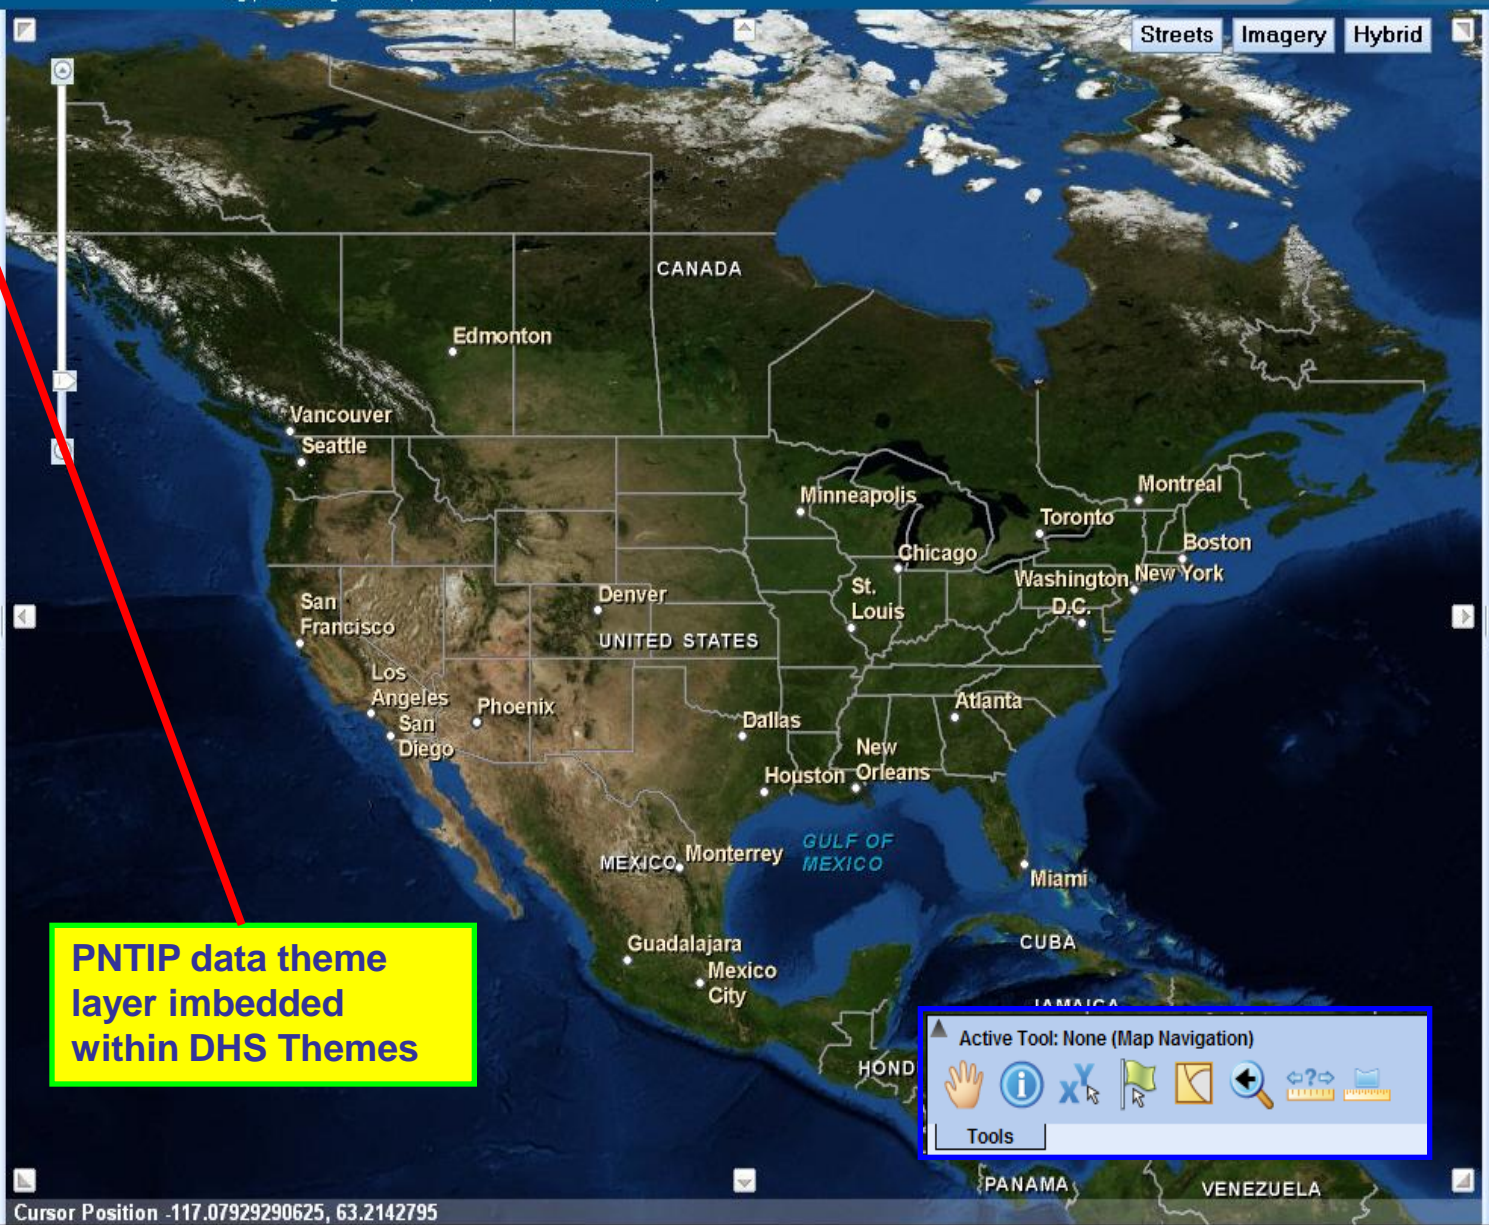 Streets Imagery Hybrid
CANADA
Edmonton
Vancouver
Seattle
Montreal
Minneapolis
Toronto
Boston
Chicago
Washington
D.C.
New York
St.
Louis
Denver
San
Francisco
UNITED STATES
Los
Angeles
San
Diego
Phoenix
Atlanta
Dallas
New
Orleans
Houston
GULF OF
MEXICO
MEXICO
Monterrey
Miami
Guadalajara
Mexico
City
CUBA
JAMAICA
PNTIP data theme
layer imbedded
within DHS Themes
Active Tool: None (Map Navigation)
HOND
Tools
PANAMA
VENEZUELA
Cursor Position -117.07929290625, 63.2142795